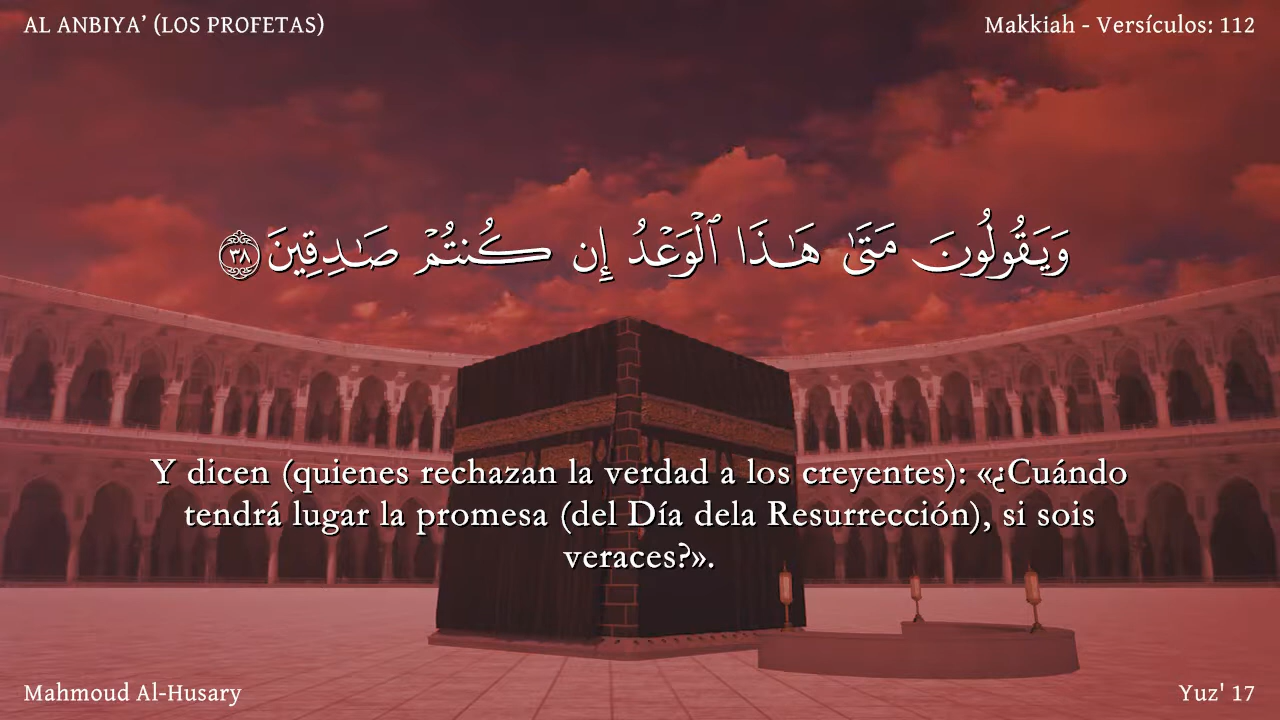 AL ANBIYA’ (LOS PROFETAS)
Makkiah - Versículos: 112
وَيَقُولُونَ مَتَىٰ هَٰذَا ٱلْوَعْدُ إِن كُنتُمْ صَٰدِقِينَ ٣٨
Y dicen (quienes rechazan la verdad a los creyentes): «¿Cuándo
tendrá lugar la promesa (del Día dela Resurrección), si sois
veraces?».
Mahmoud Al-Husary
Yuz' 17